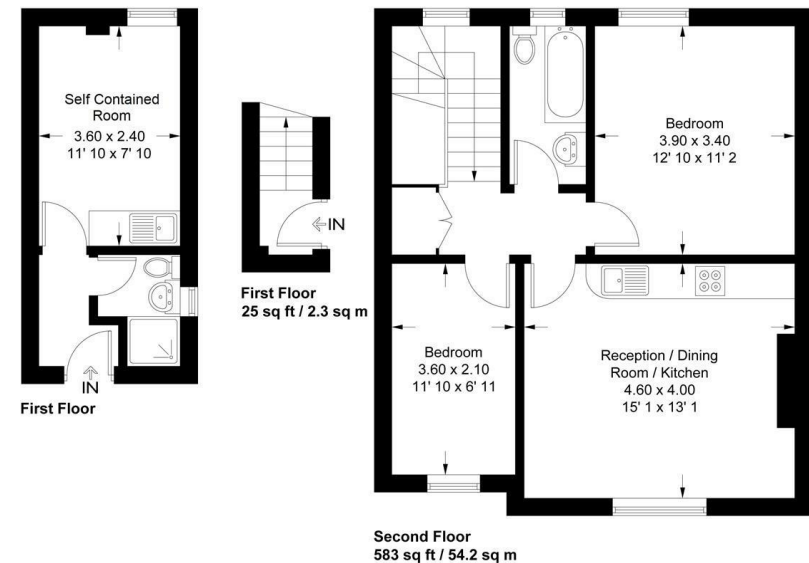 Self Contained
Room
3.60 x 2.40
11' 10 x 7' 10
IN
First Floor
IN
First Floor
25 sq ft / 2.3 sq m
Bedroom
3.90 x 3.40
12' 10 x 11' 2
Bedroom
3.60 x 2.10
11' 10 x 6' 11
Reception / Dining
Room / Kitchen
4.60 x 4.00
15' 1 x 13' 1
Second Floor
583 sq ft / 54.2 sq m